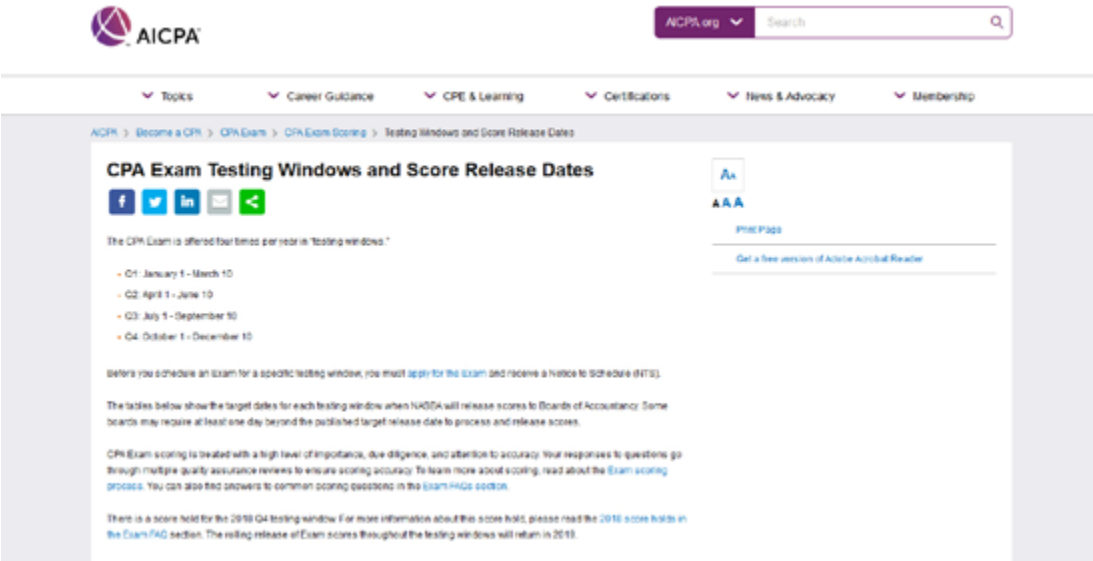 AICPA
AICPA.org Search
Topics Career Guidance CPE & Learning Certifications News & Advocacy Membership
AICPA > Become a CPA > CPA Exam > CPA Exam Scoring > Testing Windows and Score Release Dates
CPA Exam Testing Windows and Score Release Dates
AA
A A A
Print Page
Get a free version of Adobe Acrobat Reader
The CPA Exam is offered four times per year in "testing windows."
Q1: January 1 - March 10
Q2: April 1 - June 10
Q3: July 1 - September 10
Q4: October 1 - December 10
Before you schedule an Exam for a specific testing window, you must apply for the Exam and receive a Notice to Schedule (NTS).
The tables below show the target dates for each testing window when NASBA will release scores to Boards of Accountancy. Some
boards may require at least one day beyond the published target release date to process and release scores.
CPA Exam scoring is treated with a high level of importance, due diligence, and attention to accuracy. Your responses to questions go
through multiple quality assurance reviews to ensure scoring accuracy. To learn more about scoring, read about the Exam scoring
process. You can also find answers to common scoring questions in the Exam FAQs section.
There is a score hold for the 2018 Q4 testing window. For more information about this score hold, please read the 2018 score holds in
the Exam FAQ section. The rolling release of Exam scores throughout the testing windows will return in 2019.